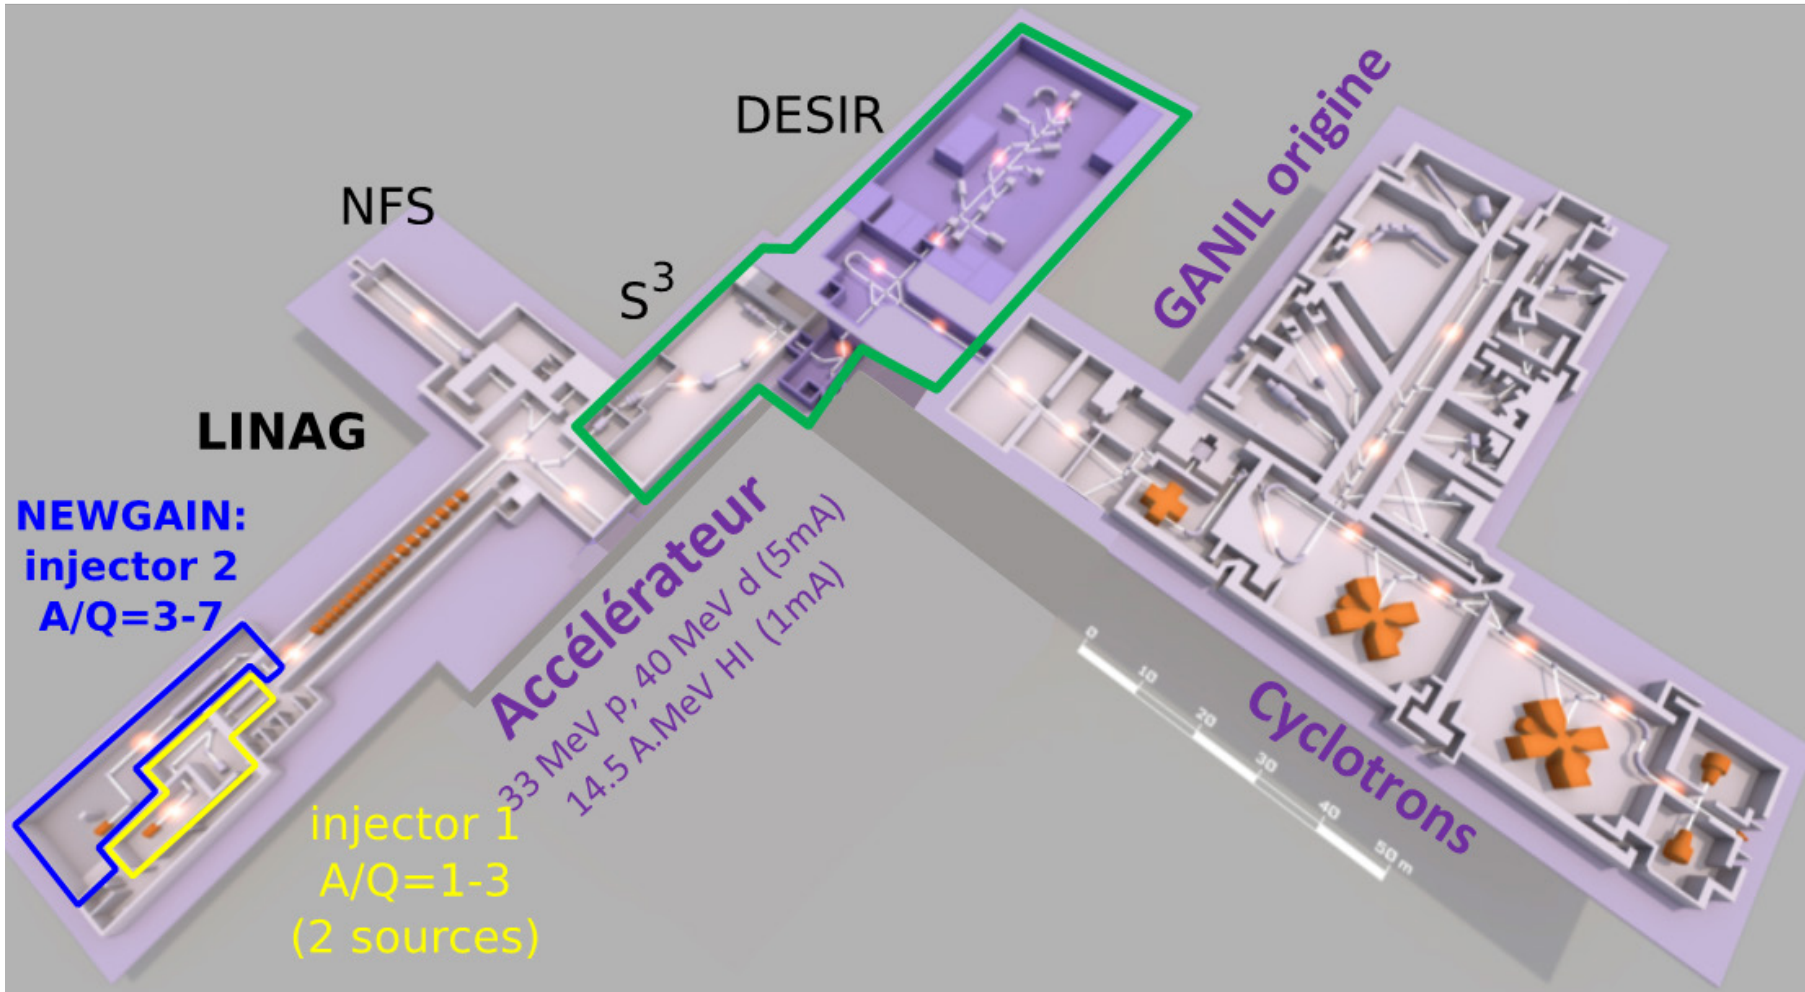 DESIR
GANIL origine
NFS
S³
LINAG
NEWGAIN:
injector 2
A/Q=3-7
Accélérateur
33 MeV p, 40 MeV d (5mA)
14.5 A.MeV HI (1mA)
injector 1
A/Q=1-3
(2 sources)
Cyclotrons
0
10
20
30
40
50 m